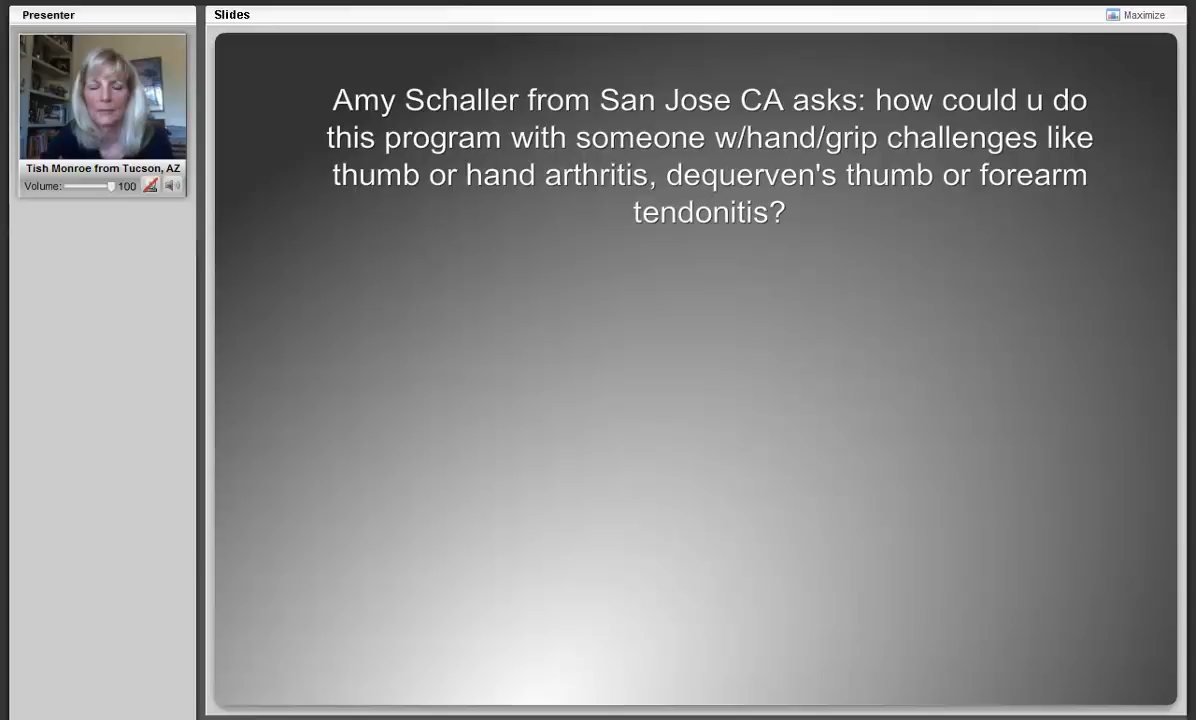 Presenter
Slides
Maximize
Amy Schaller from San Jose CA asks: how could u do
this program with someone w/hand/grip challenges like
thumb or hand arthritis, dequerven's thumb or forearm
tendonitis?
Tish Monroe from Tucson, AZ
Volume: 100